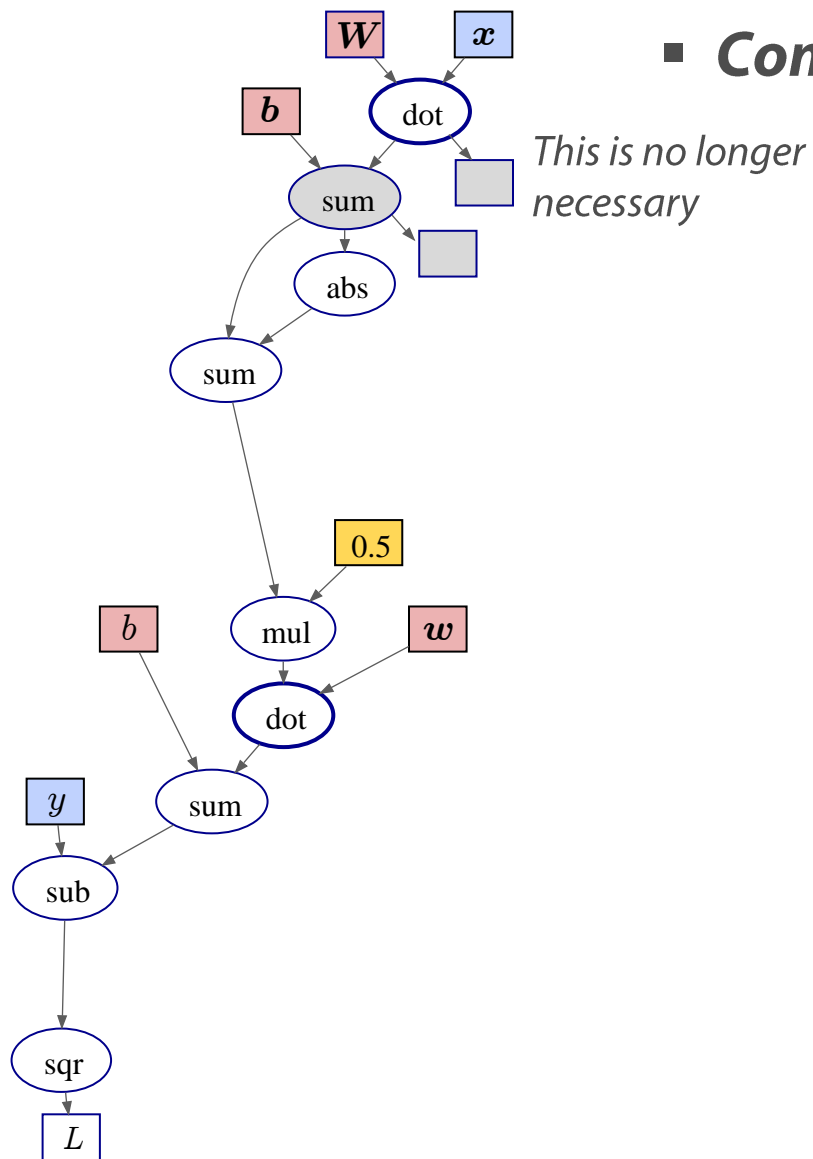 W
x
▪ Con
b
dot
This is no longer
necessary
sum
abs
sum
0.5
b
mul
w
dot
y
sum
sub
sqr
L